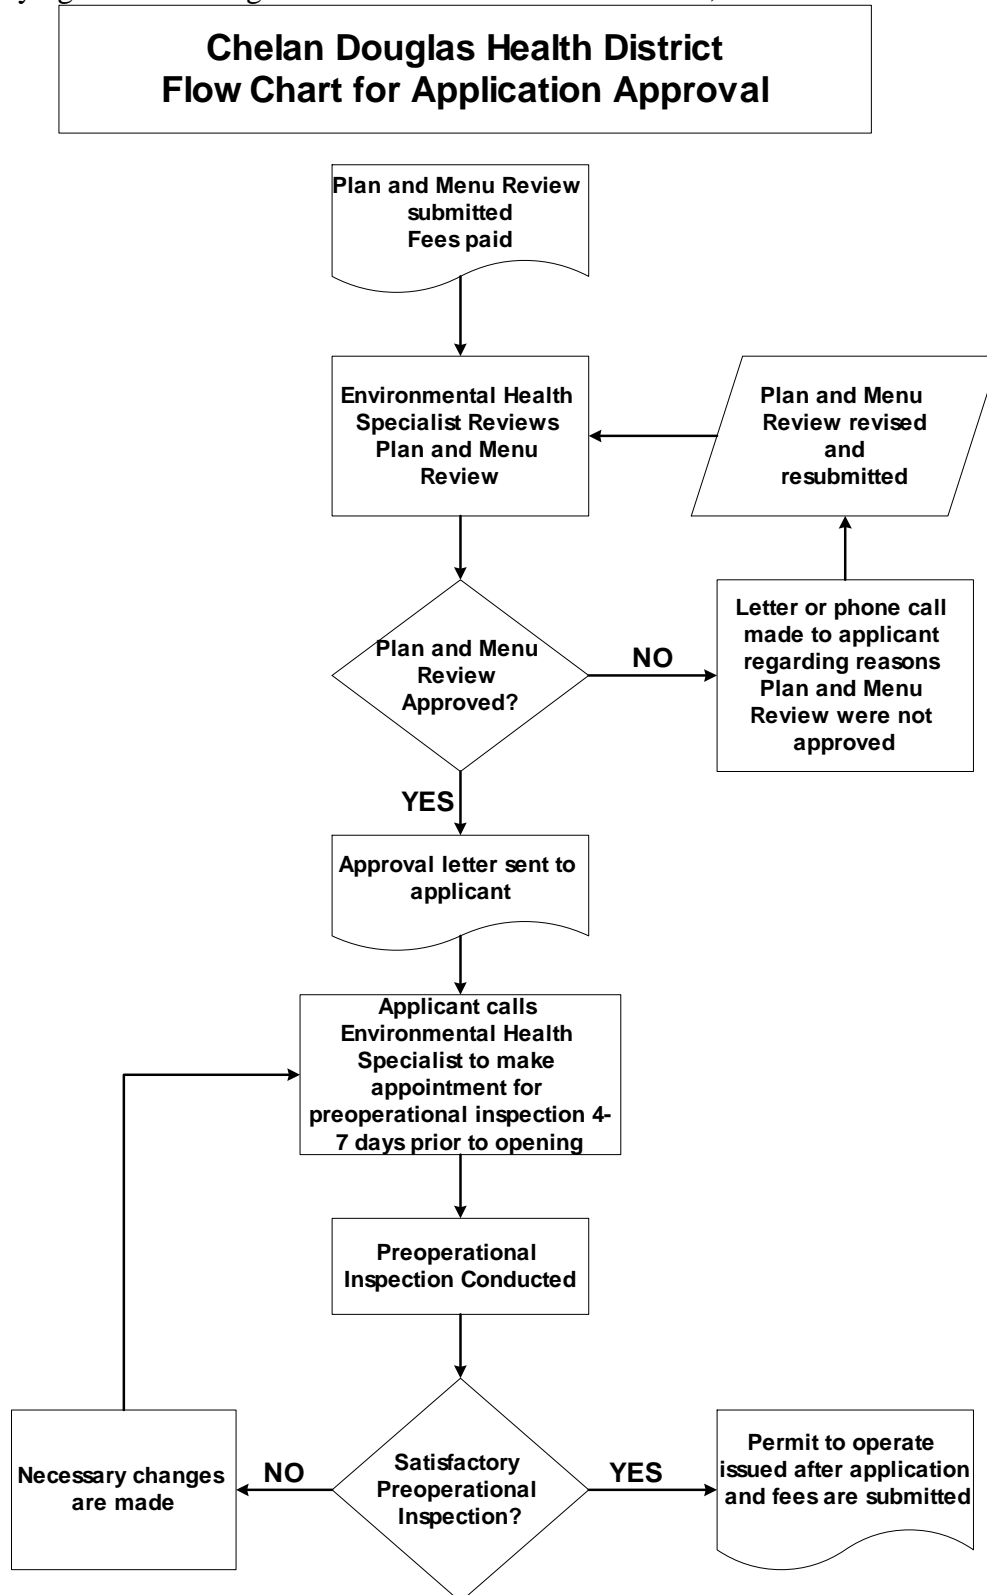 Chelan Douglas Health District
Flow Chart for Application Approval
Plan and Menu Review
submitted
Fees paid
Environmental Health
Specialist Reviews
Plan and Menu
Review
Plan and Menu
Review revised
and
resubmitted
Plan and Menu
Review
Approved?
NO
Letter or phone call
made to applicant
regarding reasons
Plan and Menu
Review were not
approved
YES
Approval letter sent to
applicant
Applicant calls
Environmental Health
Specialist to make
appointment for
preoperational inspection 4-
7 days prior to opening
Preoperational
Inspection Conducted
Satisfactory
Preoperational
Inspection?
NO
Necessary changes
are made
YES
Permit to operate
issued after application
and fees are submitted